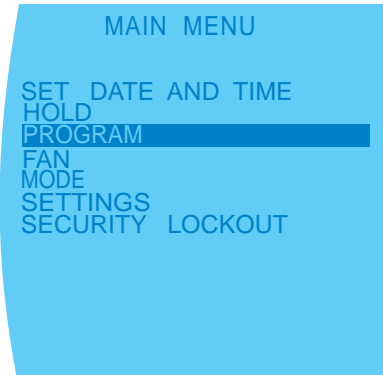 MAIN MENU
SET DATE AND TIME
HOLD
PROGRAM
FAN
MODE
SETTINGS
SECURITY LOCKOUT